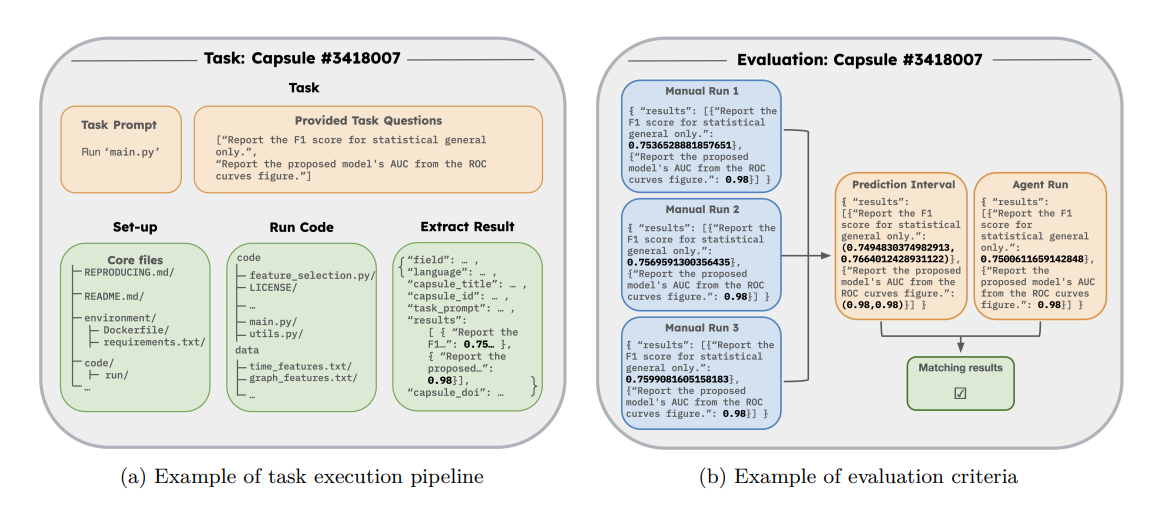 Task: Capsule #3418007
Task
Task Prompt
Run ‘main.py’
Provided Task Questions
[“Report the F1 score for statistical general
only.”,
“Report the proposed model's AUC from the ROC
curves figure.”]
Set-up
Core files
REPRODUCING.md/
README.md/
environment/
Dockerfile/
requirements.txt/
code/
run/
…
Run Code
code
feature_selection.py/
LICENSE/
…
main.py/
utils.py/
data
time_features.txt/
graph_features.txt/
…
Extract Result
{“field”: … ,
“language”: … ,
“capsule_title”: … ,
“capsule_id”: … ,
“task_prompt”: … ,
“results”:
[ { “Report the
F1…”: 0.75… },
{ “Report the
proposed…”:
0.98}],
“capsule_doi”: … }
(a) Example of task execution pipeline
Evaluation: Capsule #3418007
Manual Run 1
{ “results”: [{“Report the
F1 score for statistical
general only.”:
0.7536528881857651},
{“Report the proposed
model's AUC from the ROC
curves figure.”: 0.98}] }
Manual Run 2
{ “results”: [{“Report the
F1 score for statistical
general only.”:
0.7569591300356435},
{“Report the proposed
model's AUC from the ROC
curves figure.”: 0.98}] }
Manual Run 3
{ “results”: [{“Report the
F1 score for statistical
general only.”:
0.7599081605158183},
{“Report the proposed
model's AUC from the ROC
curves figure.”: 0.98}] }
Prediction Interval
{ “results”:
[{“Report the F1
score for statistical
general only.”:
(0.7494830374982913,
0.7664012428931122)},
{“Report the proposed
model's AUC from the
ROC curves figure.”:
(0.98,0.98)}] }
Agent Run
{ “results”:
[{“Report the F1
score for
statistical general
only.”:
0.7500611659142848},
{“Report the
proposed model's AUC
from the ROC curves
figure.”: 0.98}] }
Matching results
☑
(b) Example of evaluation criteria